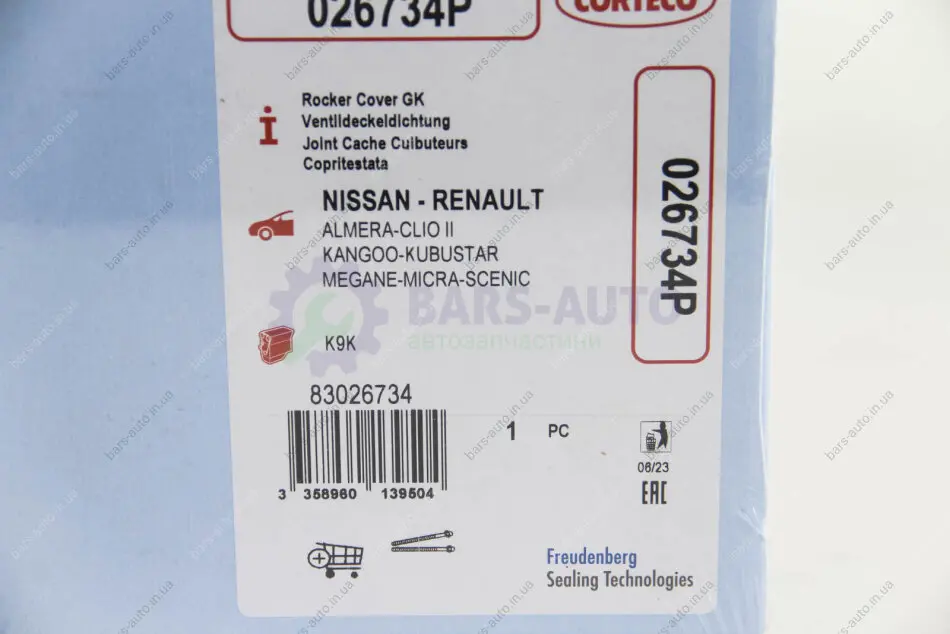 026734P
CORTECO
Rocker Cover GK
Ventildeckeldichtung
Joint Cache Culbuteurs
Copritestata
NISSAN - RENAULT
ALMERA-CLIO II
KANGOO-KUBUSTAR
MEGANE-MICRA-SCENIC
026734P
BARS-AUTO
автозапчастини
K9K
83026734
1 PC
3 358960 139504
06/23
EAC
Freudenberg
Sealing Technologies
bars-auto.in.ua